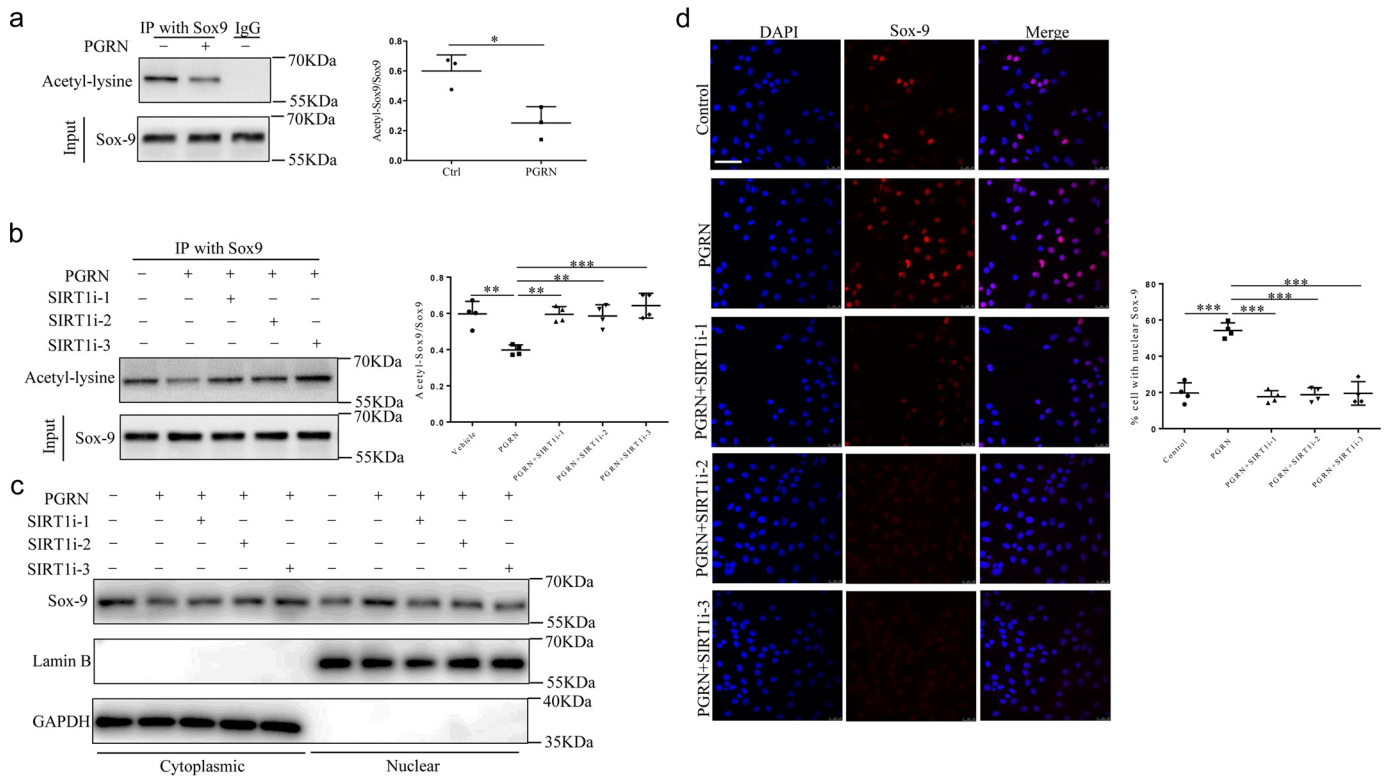 a
IP with Sox9 IgG
PGRN − +
Acetyl-lysine
70KDa
55KDa
70KDa
Input
Sox-9
55KDa
*
Acetyl-Sox9/Sox9
0.8
0.6
0.4
0.2
0.0
Ctrl PGRN
b
IP with Sox9
PGRN − + + + +
SIRT1i-1 − − + − −
SIRT1i-2 − − − + −
SIRT1i-3 − − − − +
70KDa
Acetyl-lysine
55KDa
70KDa
Input
Sox-9
55KDa
***
**
** **
Acetyl-Sox9/Sox9
0.8
0.6
0.4
0.2
0.0
Vehicle
PGRN
PGRN+SIRT1i-1
PGRN+SIRT1i-2
PGRN+SIRT1i-3
c
PGRN − + + + + − + + + +
SIRT1i-1 − − + − − − − + − −
SIRT1i-2 − − − + − − − − + −
SIRT1i-3 − − − − + − − − − +
70KDa
Sox-9
55KDa
70KDa
Lamin B
55KDa
40KDa
GAPDH
35KDa
Cytoplasmic Nuclear
d
DAPI Sox-9 Merge
Control
PGRN
PGRN+SIRT1i-1
PGRN+SIRT1i-2
PGRN+SIRT1i-3
***
***
*** ***
% cell with nuclear Sox-9
80
60
40
20
0
Control
PGRN
PGRN+SIRT1i-1
PGRN+SIRT1i-2
PGRN+SIRT1i-3